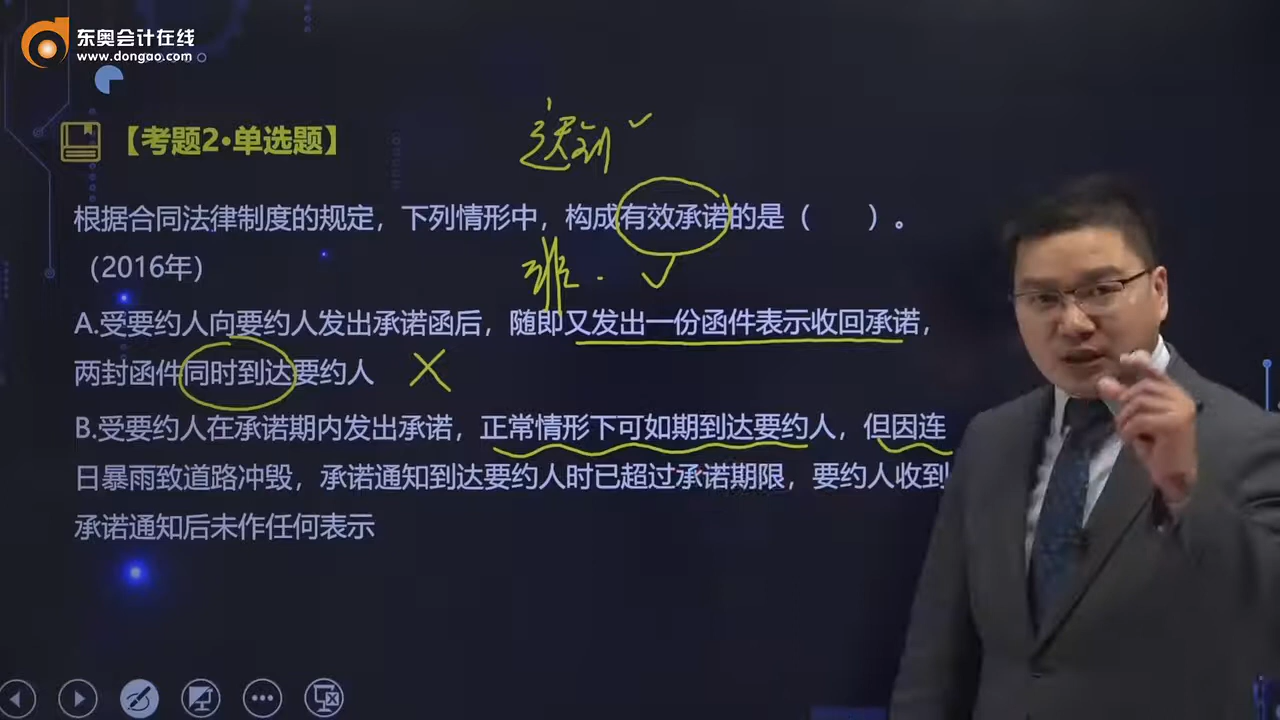 东奥会计在线
www.dongao.com
【考题2·单选题】
送到
根据合同法律制度的规定，下列情形中，构成有效承诺的是（ ）。
（2016年）
A.受要约人向要约人发出承诺函后，随即又发出一份函件表示收回承诺，
两封函件同时到达要约人
B.受要约人在承诺期内发出承诺，正常情形下可如期到达要约人，但因连
日暴雨致道路冲毁，承诺通知到达要约人时已超过承诺期限，要约人收到
承诺通知后未作任何表示